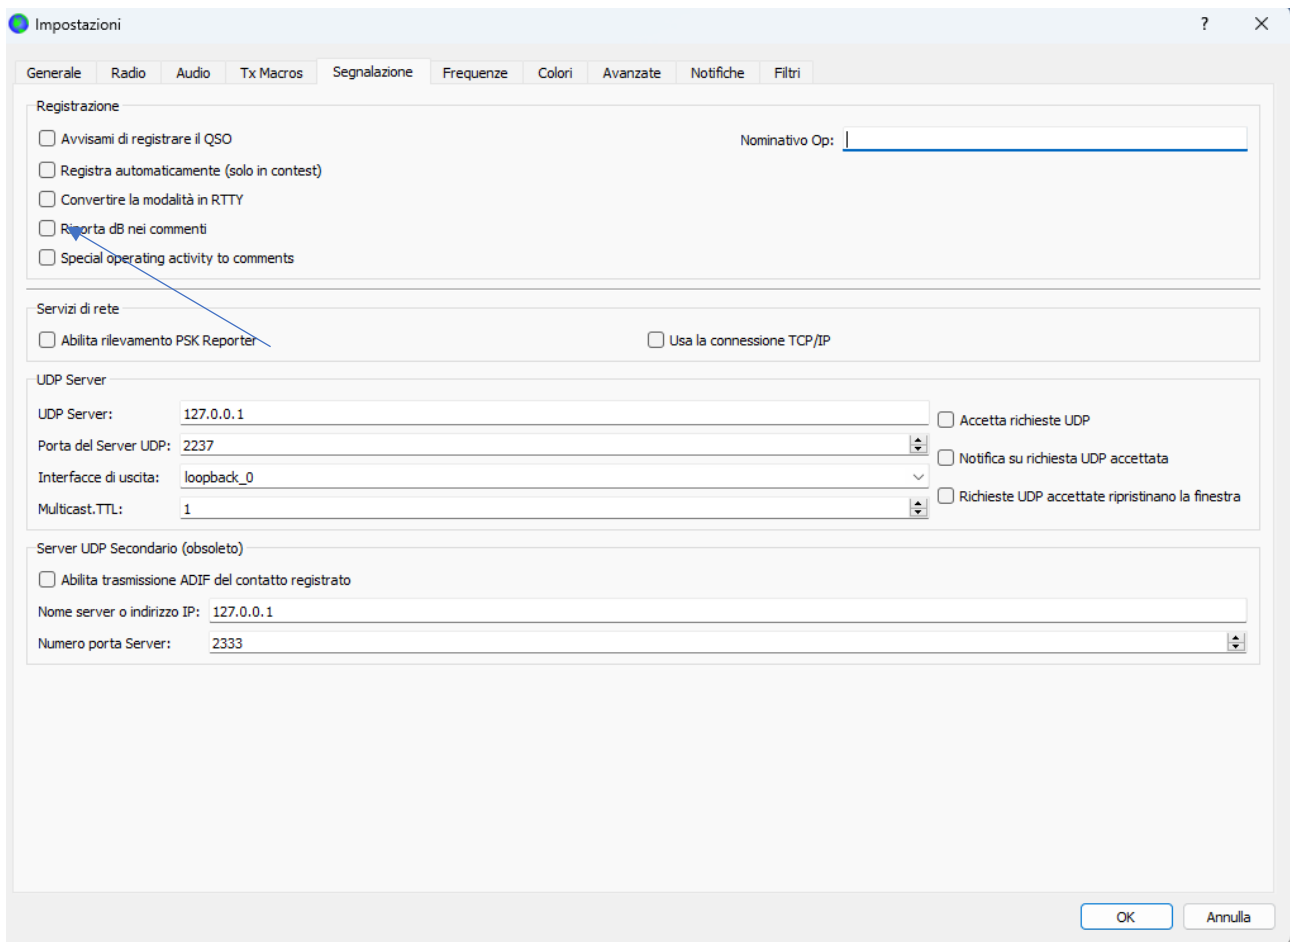 Impostazioni
?
Generale Radio Audio Tx Macros Segnalazione Frequenze Colori Avanzate Notifiche Filtri
Registrazione
Avvisami di registrare il QSO
Nominativo Op:
Registra automaticamente (solo in contest)
Convertire la modalità in RTTY
Riporta dB nei commenti
Special operating activity to comments
Servizi di rete
Abilita rilevamento PSK Reporter
Usa la connessione TCP/IP
UDP Server
UDP Server: 127.0.0.1
Accetta richieste UDP
Porta del Server UDP: 2237
Notifica su richiesta UDP accettata
Interfacce di uscita: loopback_0
Richieste UDP accettate ripristinano la finestra
Multicast.TTL: 1
Server UDP Secondario (obsoleto)
Abilita trasmissione ADIF del contatto registrato
Nome server o indirizzo IP: 127.0.0.1
Numero porta Server: 2333
OK Annulla